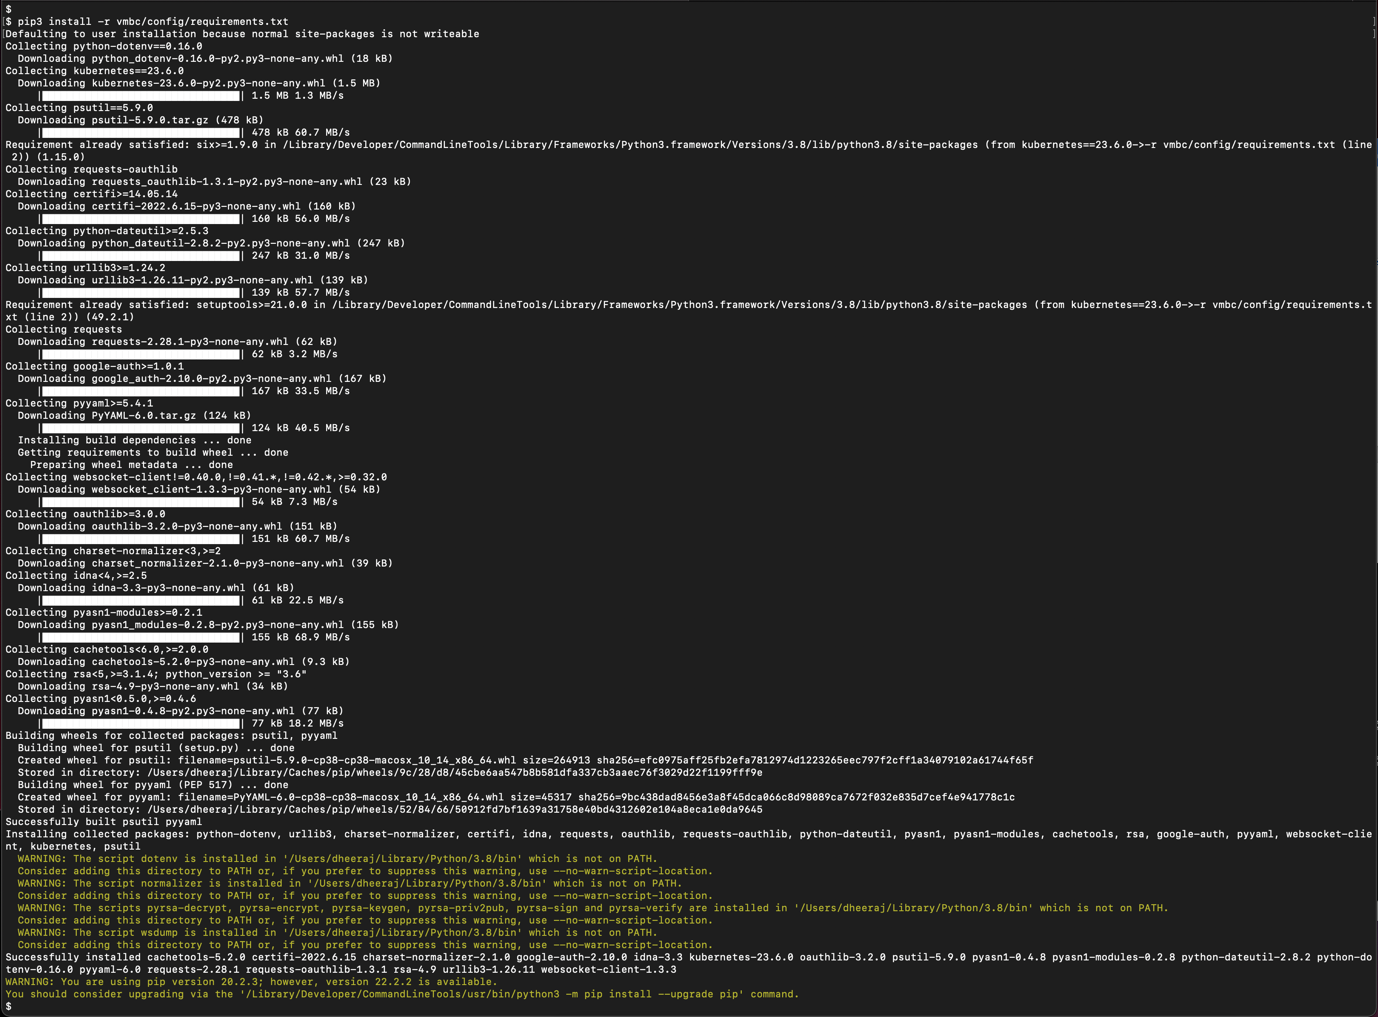 $
$ pip3 install -r vmbc/config/requirements.txt
Defaulting to user installation because normal site-packages is not writeable
Collecting python-dotenv==0.16.0
  Downloading python_dotenv-0.16.0-py2.py3-none-any.whl (18 kB)
Collecting kubernetes==23.6.0
  Downloading kubernetes-23.6.0-py2.py3-none-any.whl (1.5 MB)
     |████████████████████████████████| 1.5 MB 1.3 MB/s
Collecting psutil==5.9.0
  Downloading psutil-5.9.0.tar.gz (478 kB)
     |████████████████████████████████| 478 kB 60.7 MB/s
Requirement already satisfied: six>=1.9.0 in /Library/Developer/CommandLineTools/Library/Frameworks/Python3.framework/Versions/3.8/lib/python3.8/site-packages (from kubernetes==23.6.0->-r vmbc/config/requirements.txt (line
 2)) (1.15.0)
Collecting requests-oauthlib
  Downloading requests_oauthlib-1.3.1-py2.py3-none-any.whl (23 kB)
Collecting certifi>=14.05.14
  Downloading certifi-2022.6.15-py3-none-any.whl (160 kB)
     |████████████████████████████████| 160 kB 56.0 MB/s
Collecting python-dateutil>=2.5.3
  Downloading python_dateutil-2.8.2-py2.py3-none-any.whl (247 kB)
     |████████████████████████████████| 247 kB 31.0 MB/s
Collecting urllib3>=1.24.2
  Downloading urllib3-1.26.11-py2.py3-none-any.whl (139 kB)
     |████████████████████████████████| 139 kB 57.7 MB/s
Requirement already satisfied: setuptools>=21.0.0 in /Library/Developer/CommandLineTools/Library/Frameworks/Python3.framework/Versions/3.8/lib/python3.8/site-packages (from kubernetes==23.6.0->-r vmbc/config/requirements.t
xt (line 2)) (49.2.1)
Collecting requests
  Downloading requests-2.28.1-py3-none-any.whl (62 kB)
     |████████████████████████████████| 62 kB 3.2 MB/s
Collecting google-auth>=1.0.1
  Downloading google_auth-2.10.0-py2.py3-none-any.whl (167 kB)
     |████████████████████████████████| 167 kB 33.5 MB/s
Collecting pyyaml>=5.4.1
  Downloading PyYAML-6.0.tar.gz (124 kB)
     |████████████████████████████████| 124 kB 40.5 MB/s
  Installing build dependencies ... done
  Getting requirements to build wheel ... done
    Preparing wheel metadata ... done
Collecting websocket-client!=0.40.0,!=0.41.*,!=0.42.*,>=0.32.0
  Downloading websocket_client-1.3.3-py3-none-any.whl (54 kB)
     |████████████████████████████████| 54 kB 7.3 MB/s
Collecting oauthlib>=3.0.0
  Downloading oauthlib-3.2.0-py3-none-any.whl (151 kB)
     |████████████████████████████████| 151 kB 60.7 MB/s
Collecting charset-normalizer<3,>=2
  Downloading charset_normalizer-2.1.0-py3-none-any.whl (39 kB)
Collecting idna<4,>=2.5
  Downloading idna-3.3-py3-none-any.whl (61 kB)
     |████████████████████████████████| 61 kB 22.5 MB/s
Collecting pyasn1-modules>=0.2.1
  Downloading pyasn1_modules-0.2.8-py2.py3-none-any.whl (155 kB)
     |████████████████████████████████| 155 kB 68.9 MB/s
Collecting cachetools<6.0,>=2.0.0
  Downloading cachetools-5.2.0-py3-none-any.whl (9.3 kB)
Collecting rsa<5,>=3.1.4; python_version >= "3.6"
  Downloading rsa-4.9-py3-none-any.whl (34 kB)
Collecting pyasn1<0.5.0,>=0.4.6
  Downloading pyasn1-0.4.8-py2.py3-none-any.whl (77 kB)
     |████████████████████████████████| 77 kB 18.2 MB/s
Building wheels for collected packages: psutil, pyyaml
  Building wheel for psutil (setup.py) ... done
  Created wheel for psutil: filename=psutil-5.9.0-cp38-cp38-macosx_10_14_x86_64.whl size=264913 sha256=efc0975aff25fb2efa7812974d1223265eec797f2cff1a34079102a61744f65f
  Stored in directory: /Users/dheeraj/Library/Caches/pip/wheels/9c/28/d8/45cbe6aa547b8b581dfa337cb3aaec76f3029d22f1199fff9e
  Building wheel for pyyaml (PEP 517) ... done
  Created wheel for pyyaml: filename=PyYAML-6.0-cp38-cp38-macosx_10_14_x86_64.whl size=45317 sha256=9bc438dad8456e3a8f45dca066c8d98089ca7672f032e835d7cef4e941778c1c
  Stored in directory: /Users/dheeraj/Library/Caches/pip/wheels/52/84/66/50912fd7bf1639a31758e40bd4312602e104a8eca1e0da9645
Successfully built psutil pyyaml
Installing collected packages: python-dotenv, urllib3, charset-normalizer, certifi, idna, requests, oauthlib, requests-oauthlib, python-dateutil, pyasn1, pyasn1-modules, cachetools, rsa, google-auth, pyyaml, websocket-clie
nt, kubernetes, psutil
  WARNING: The script dotenv is installed in '/Users/dheeraj/Library/Python/3.8/bin' which is not on PATH.
  Consider adding this directory to PATH or, if you prefer to suppress this warning, use --no-warn-script-location.
  WARNING: The script normalizer is installed in '/Users/dheeraj/Library/Python/3.8/bin' which is not on PATH.
  Consider adding this directory to PATH or, if you prefer to suppress this warning, use --no-warn-script-location.
  WARNING: The scripts pyrsa-decrypt, pyrsa-encrypt, pyrsa-keygen, pyrsa-priv2pub, pyrsa-sign and pyrsa-verify are installed in '/Users/dheeraj/Library/Python/3.8/bin' which is not on PATH.
  Consider adding this directory to PATH or, if you prefer to suppress this warning, use --no-warn-script-location.
  WARNING: The script wsdump is installed in '/Users/dheeraj/Library/Python/3.8/bin' which is not on PATH.
  Consider adding this directory to PATH or, if you prefer to suppress this warning, use --no-warn-script-location.
Successfully installed cachetools-5.2.0 certifi-2022.6.15 charset-normalizer-2.1.0 google-auth-2.10.0 idna-3.3 kubernetes-23.6.0 oauthlib-3.2.0 psutil-5.9.0 pyasn1-0.4.8 pyasn1-modules-0.2.8 python-dateutil-2.8.2 python-do
tenv-0.16.0 pyyaml-6.0 requests-2.28.1 requests-oauthlib-1.3.1 rsa-4.9 urllib3-1.26.11 websocket-client-1.3.3
WARNING: You are using pip version 20.2.3; however, version 22.2.2 is available.
You should consider upgrading via the '/Library/Developer/CommandLineTools/usr/bin/python3 -m pip install --upgrade pip' command.
$